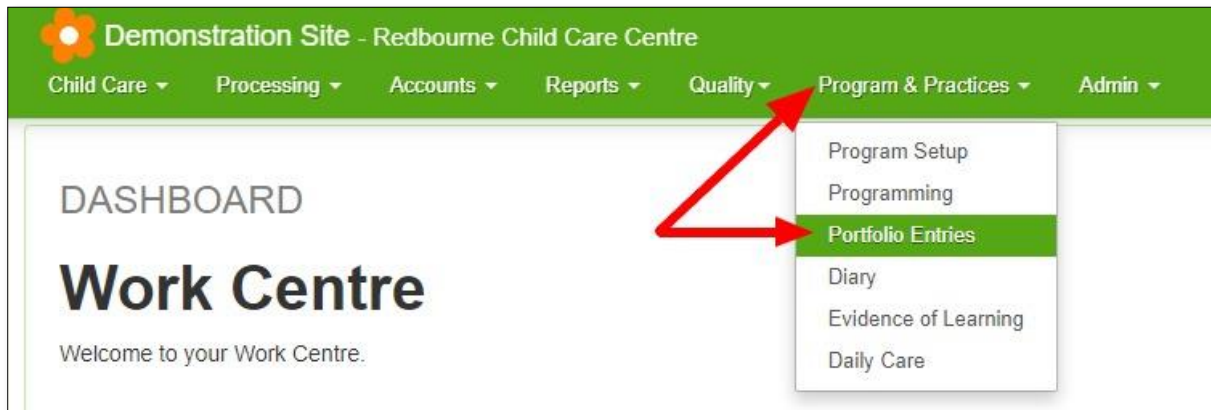 Demonstration Site - Redbourne Child Care Centre
Child Care Processing Accounts Reports Quality Program & Practices Admin
Program Setup
Programming
Portfolio Entries
Diary
Evidence of Learning
Daily Care
DASHBOARD
Work Centre
Welcome to your Work Centre.